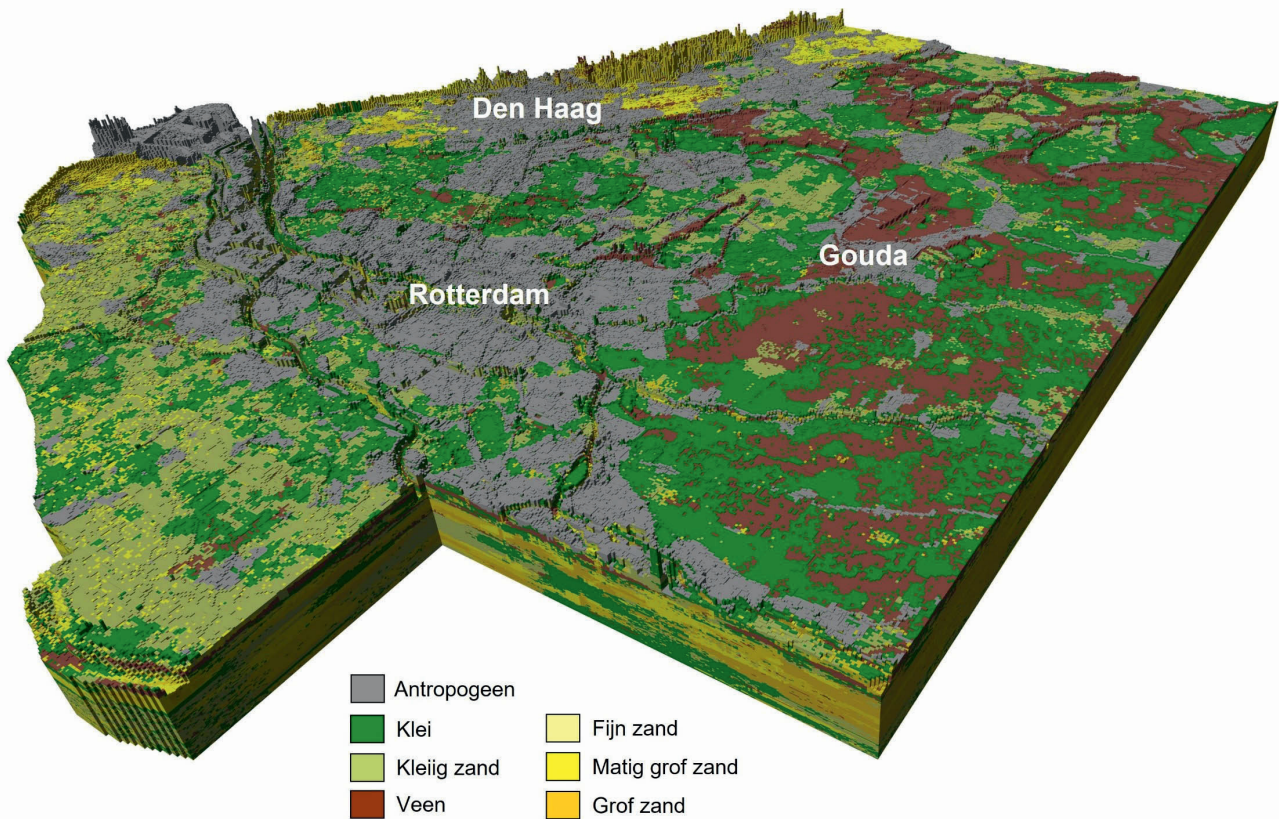 Den Haag
Gouda
Rotterdam
Antropogeen
Klei
Fijn zand
Kleiig zand
Matig grof zand
Veen
Grof zand